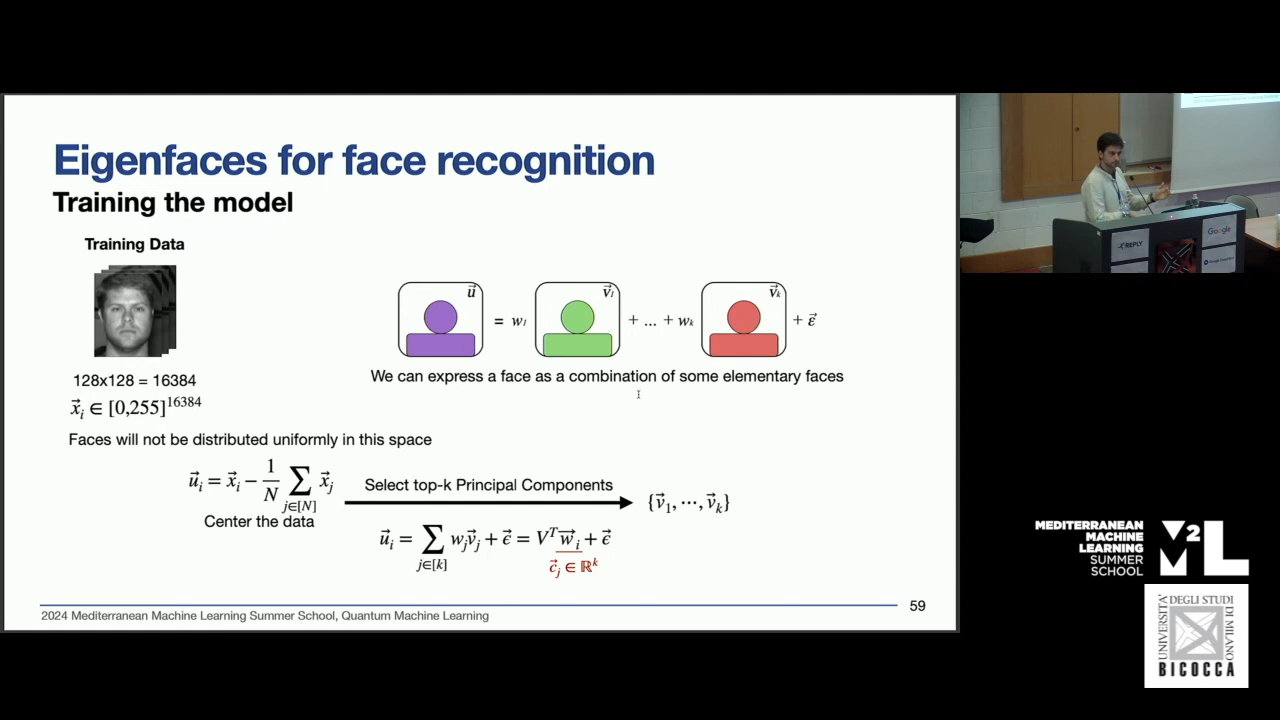 Eigenfaces for face recognition
Training the model
Training Data
128x128 = 16384
x⃗ᵢ ∈ [0,255]¹⁶³⁸⁴
u⃗ = w₁ v⃗₁ + ... + wₖ v⃗ₖ + ε⃗
We can express a face as a combination of some elementary faces
Faces will not be distributed uniformly in this space
u⃗ᵢ = x⃗ᵢ − 1/N ∑_{j∈[N]} x⃗ⱼ
Center the data
Select top-k Principal Components
{v⃗₁, ⋯, v⃗ₖ}
u⃗ᵢ = ∑_{j∈[k]} wⱼv⃗ⱼ + ϵ⃗ = Vᵀw⃗ᵢ + ϵ⃗
c⃗ⱼ ∈ ℝᵏ
2024 Mediterranean Machine Learning Summer School, Quantum Machine Learning
59
REPLY
Google
MEDITERRANEAN
MACHINE
LEARNING
SUMMER
SCHOOL
M2L
UNIVERSITA' DEGLI STUDI DI MILANO
BICOCCA